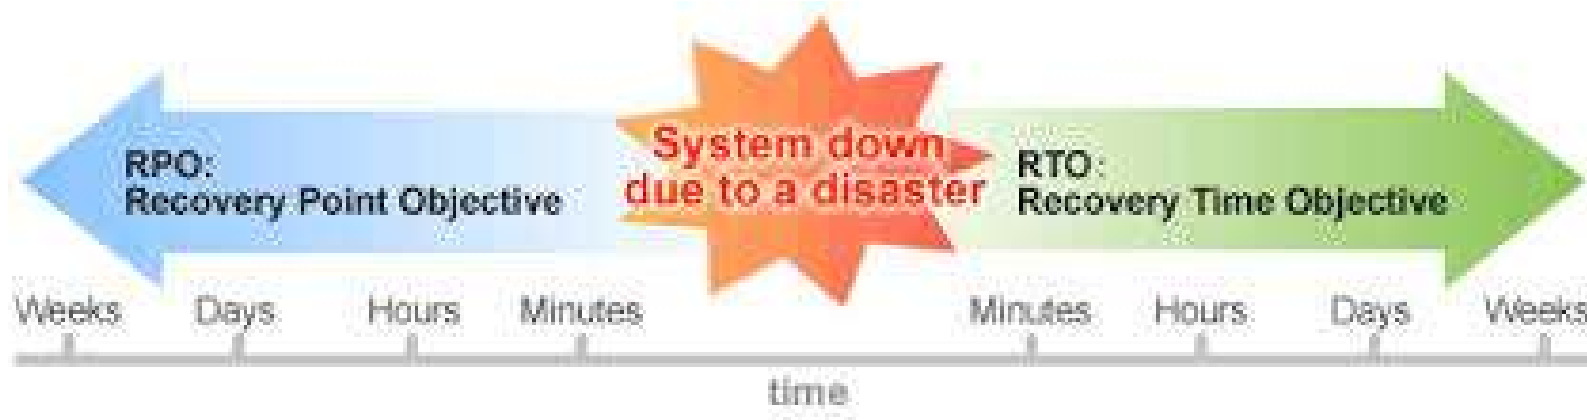 System down
due to a disaster
RPO:
Recovery Point Objective
RTO:
Recovery Time Objective
Weeks Days Hours Minutes Minutes Hours Days Weeks
time